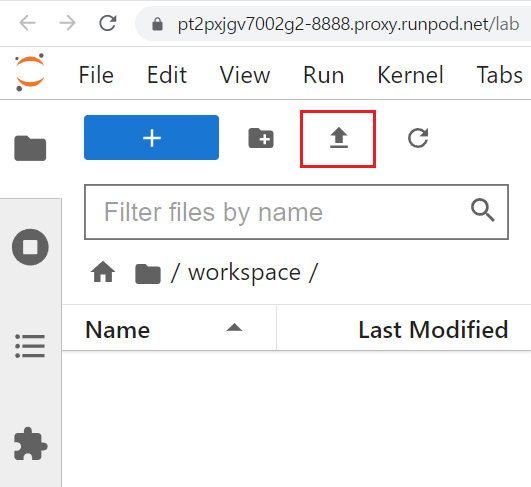 pt2pxjgv7002g2-8888.proxy.runpod.net/lab
File Edit View Run Kernel Tabs
Filter files by name
/ workspace /
Name Last Modified